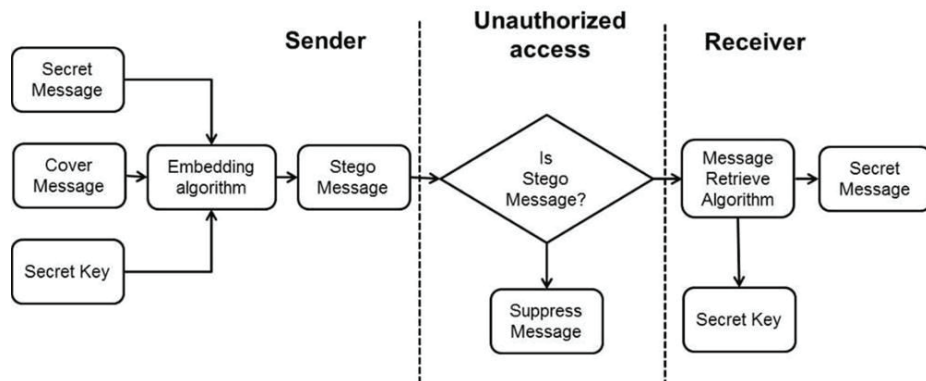 Sender
Unauthorized
access
Receiver
Secret
Message
Cover
Message
Secret Key
Embedding
algorithm
Stego
Message
Is
Stego
Message?
Suppress
Message
Message
Retrieve
Algorithm
Secret Key
Secret
Message